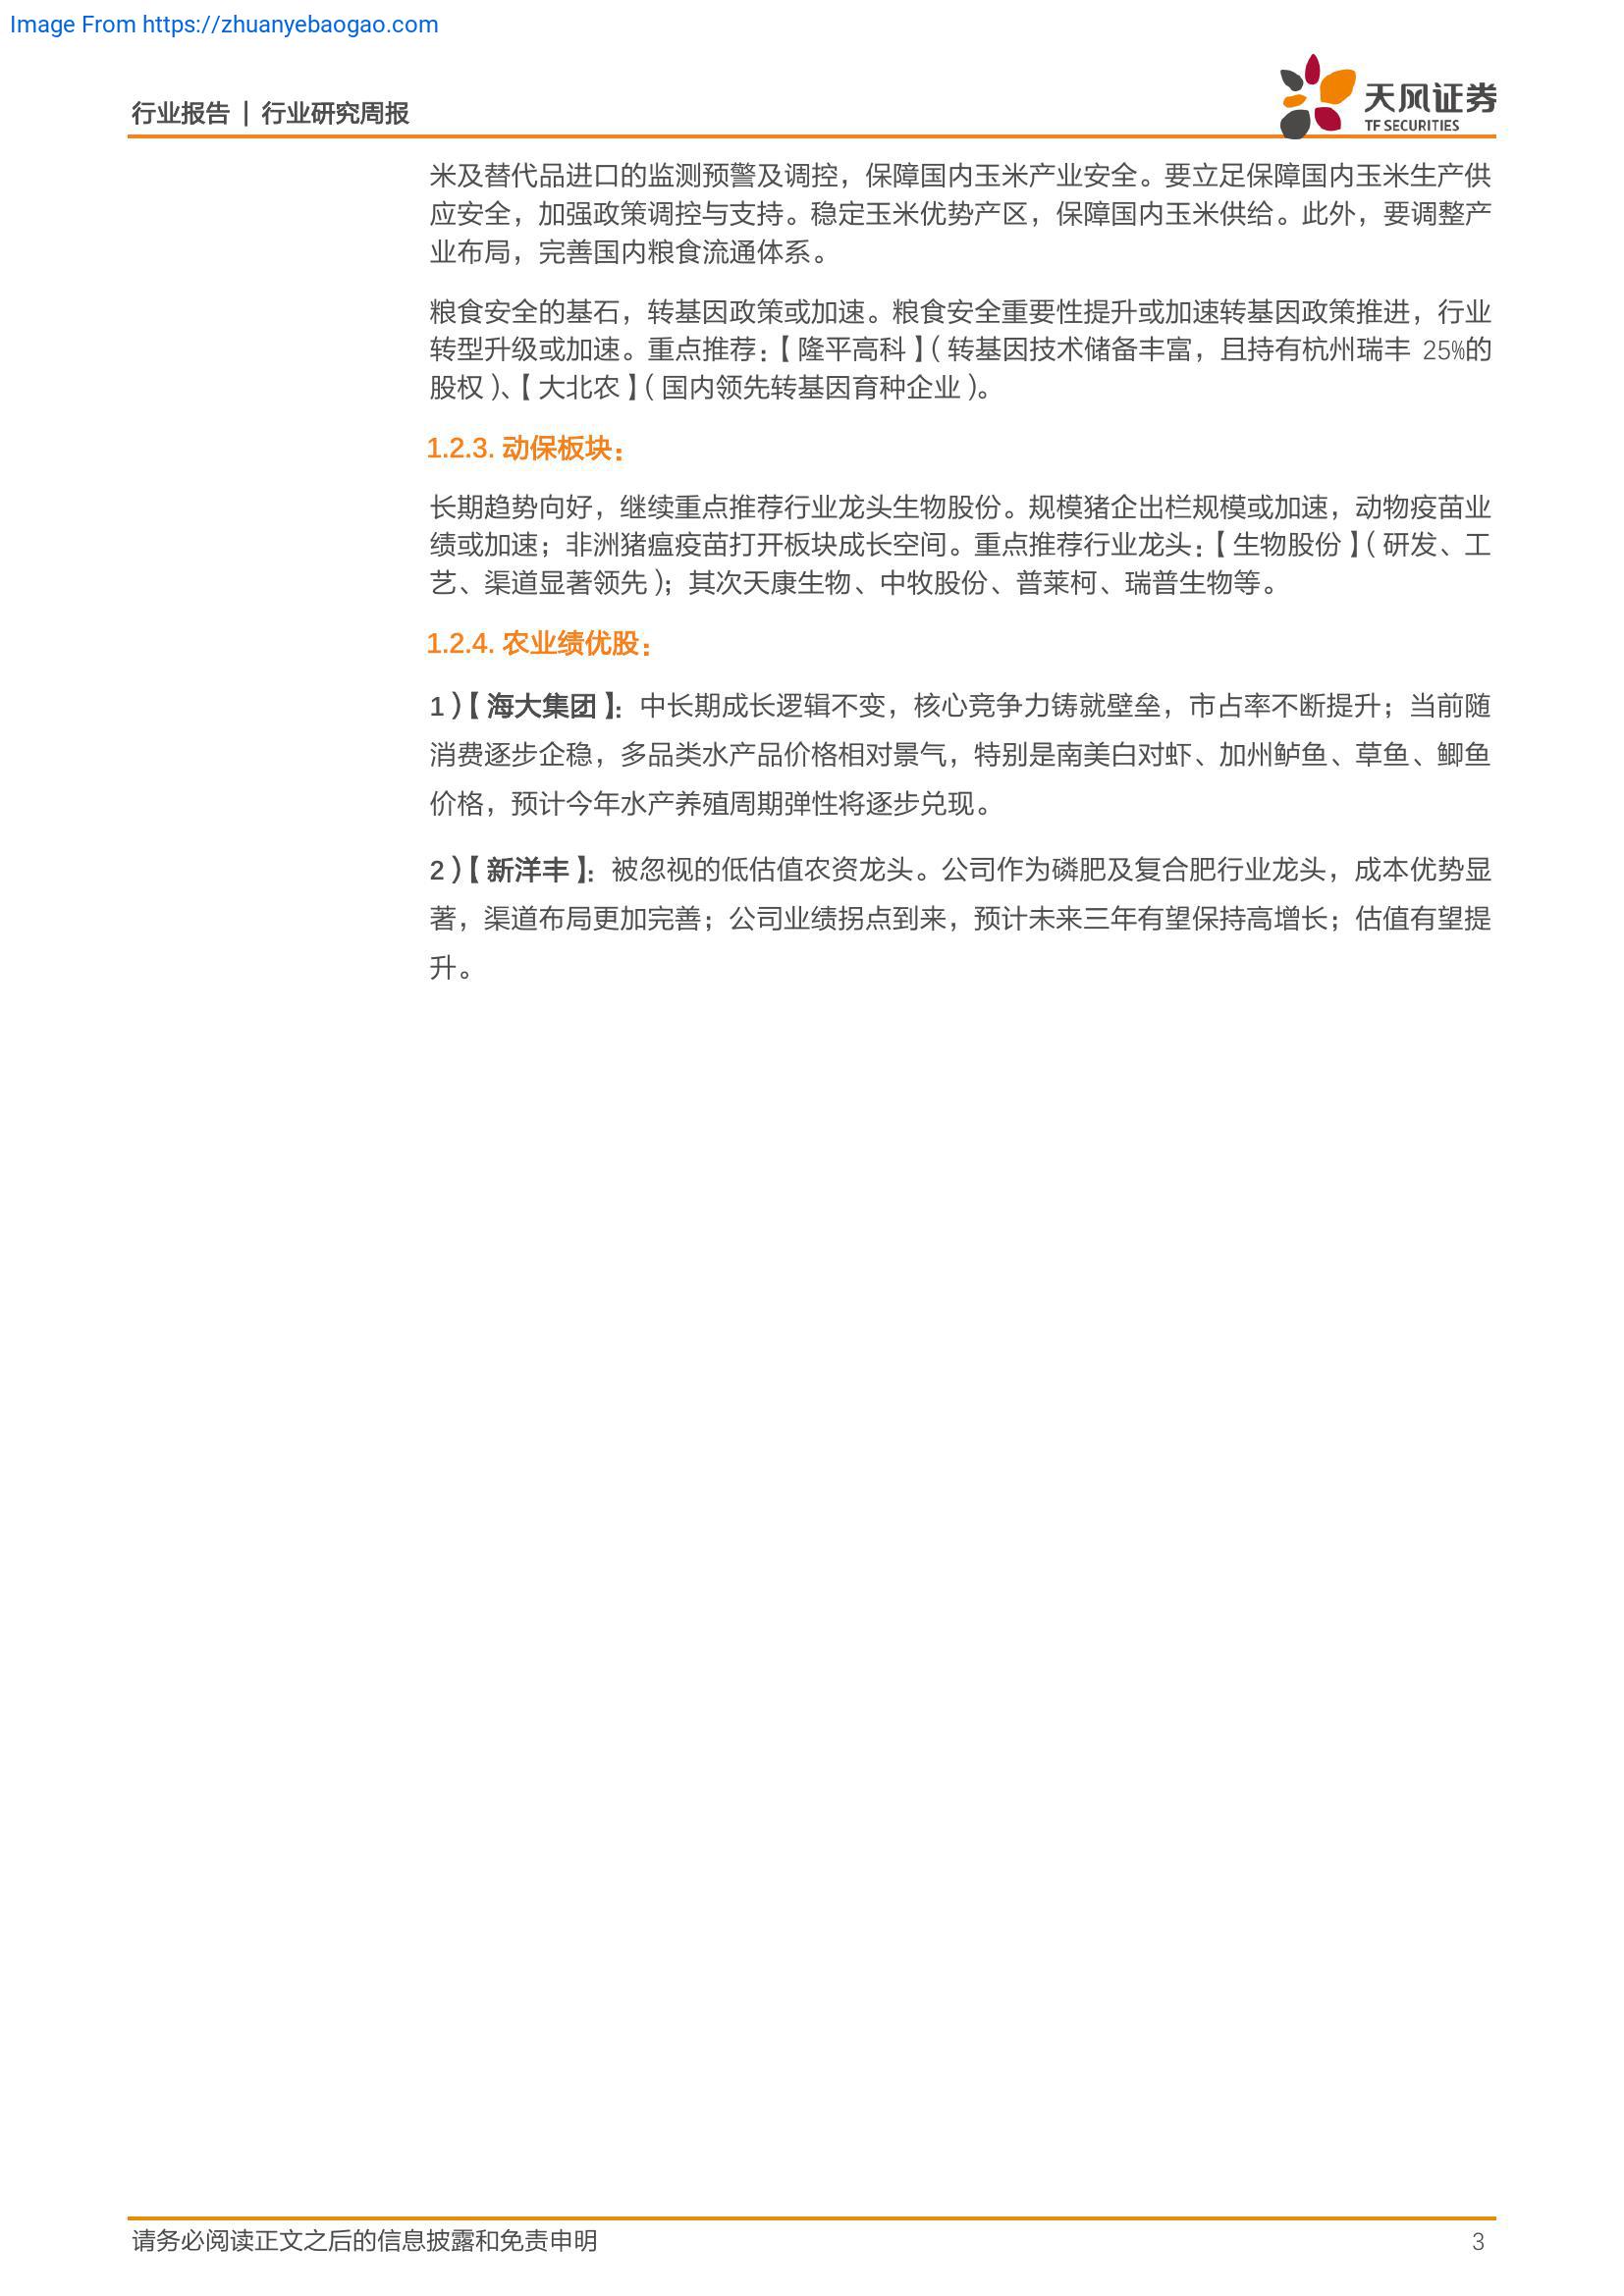 Image From https://zhuanyebaogao.com
行业报告 | 行业研究周报
天风证券
TF SECURITIES
米及替代品进口的监测预警及调控，保障国内玉米产业安全。要立足保障国内玉米生产供
应安全，加强政策调控与支持。稳定玉米优势产区，保障国内玉米供给。此外，要调整产
业布局，完善国内粮食流通体系。
粮食安全的基石，转基因政策或加速。粮食安全重要性提升或加速转基因政策推进，行业
转型升级或加速。重点推荐：【隆平高科】（转基因技术储备丰富，且持有杭州瑞丰 25%的
股权）、【大北农】（国内领先转基因育种企业）。
1.2.3. 动保板块：
长期趋势向好，继续重点推荐行业龙头生物股份。规模猪企出栏规模或加速，动物疫苗业
绩或加速；非洲猪瘟疫苗打开板块成长空间。重点推荐行业龙头：【生物股份】（研发、工
艺、渠道显著领先）；其次天康生物、中牧股份、普莱柯、瑞普生物等。
1.2.4. 农业绩优股：
1）【海大集团】：中长期成长逻辑不变，核心竞争力铸就壁垒，市占率不断提升；当前随
消费逐步企稳，多品类水产品价格相对景气，特别是南美白对虾、加州鲈鱼、草鱼、鲫鱼
价格，预计今年水产养殖周期弹性将逐步兑现。
2）【新洋丰】：被忽视的低估值农资龙头。公司作为磷肥及复合肥行业龙头，成本优势显
著，渠道布局更加完善；公司业绩拐点到来，预计未来三年有望保持高增长；估值有望提
升。
请务必阅读正文之后的信息披露和免责申明
3